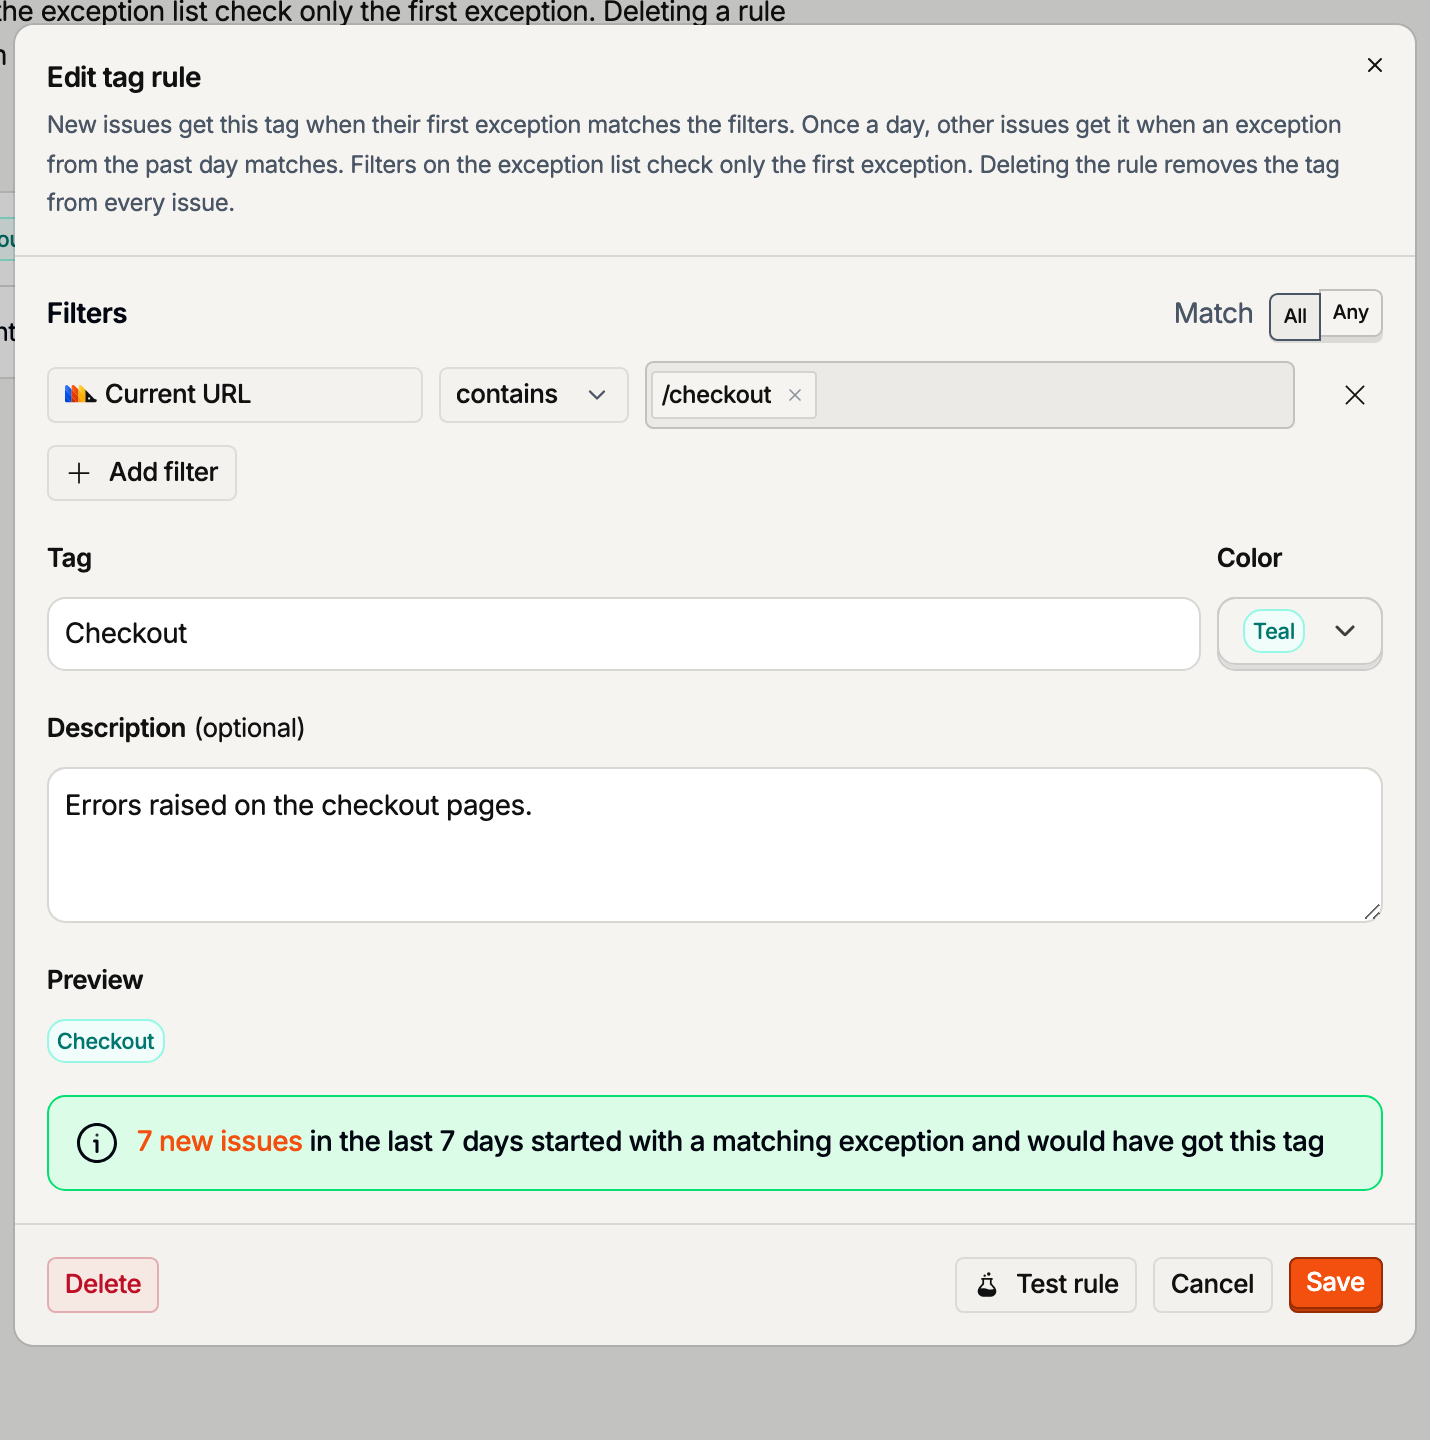 the exception list check only the first exception. Deleting a rule
Edit tag rule
New issues get this tag when their first exception matches the filters. Once a day, other issues get it when an exception
from the past day matches. Filters on the exception list check only the first exception. Deleting the rule removes the tag
from every issue.
Filters
Match All Any
Current URL contains /checkout
Add filter
Tag Color
Checkout Teal
Description (optional)
Errors raised on the checkout pages.
Preview
Checkout
7 new issues in the last 7 days started with a matching exception and would have got this tag
Delete Test rule Cancel Save